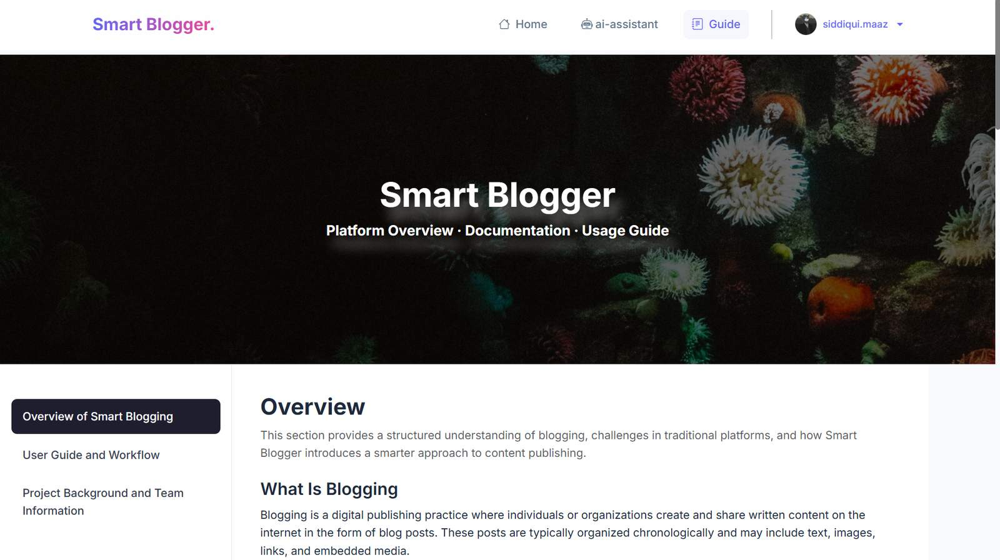 Smart Blogger.
Home
ai-assistant
Guide
siddiqui.maaz
Smart Blogger
Platform Overview · Documentation · Usage Guide
Overview of Smart Blogging
User Guide and Workflow
Project Background and Team
Information
Overview
This section provides a structured understanding of blogging, challenges in traditional platforms, and how Smart
Blogger introduces a smarter approach to content publishing.
What Is Blogging
Blogging is a digital publishing practice where individuals or organizations create and share written content on the
internet in the form of blog posts. These posts are typically organized chronologically and may include text, images,
links, and embedded media.